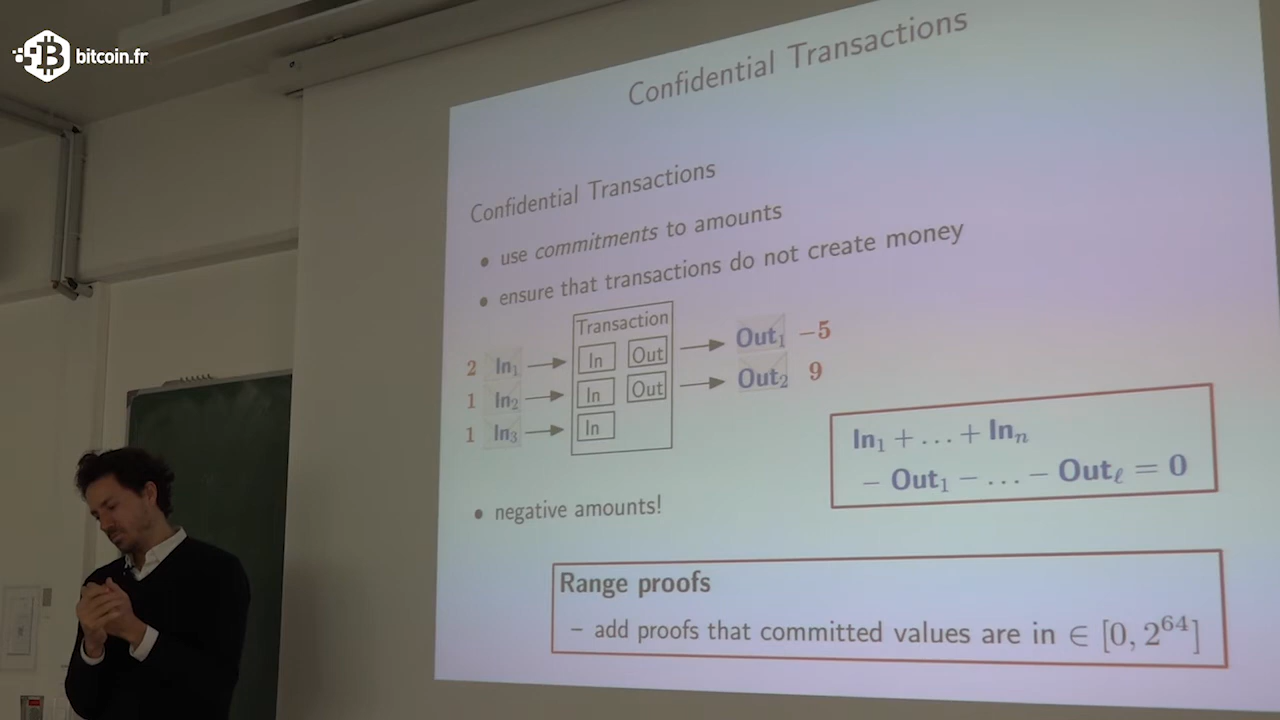 bitcoin.fr
Confidential Transactions
Confidential Transactions
• use commitments to amounts
• ensure that transactions do not create money
Transaction
2 In₁ In Out Out₁ −5
1 In₂ In Out Out₂ 9
1 In₃ In
In₁ + … + Inₙ
− Out₁ − … − Outℓ = 0
• negative amounts!
Range proofs
− add proofs that committed values are in ∈ [0, 2⁶⁴]